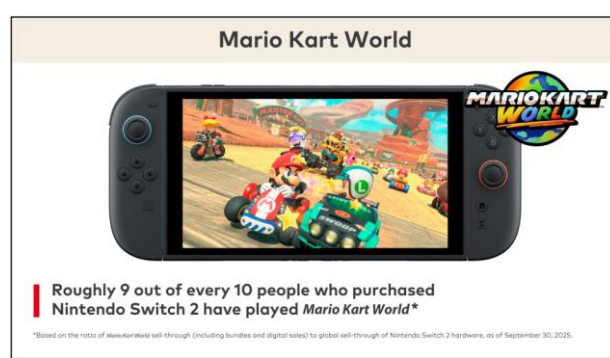 Mario Kart World
MARIOKART
WORLD
L
SWOOP
Roughly 9 out of every 10 people who purchased
Nintendo Switch 2 have played Mario Kart World*
*Based on the ratio of Mario Kart World sell-through (including bundles and digital sales) to global sell-through of Nintendo Switch 2 hardware, as of September 30, 2025.